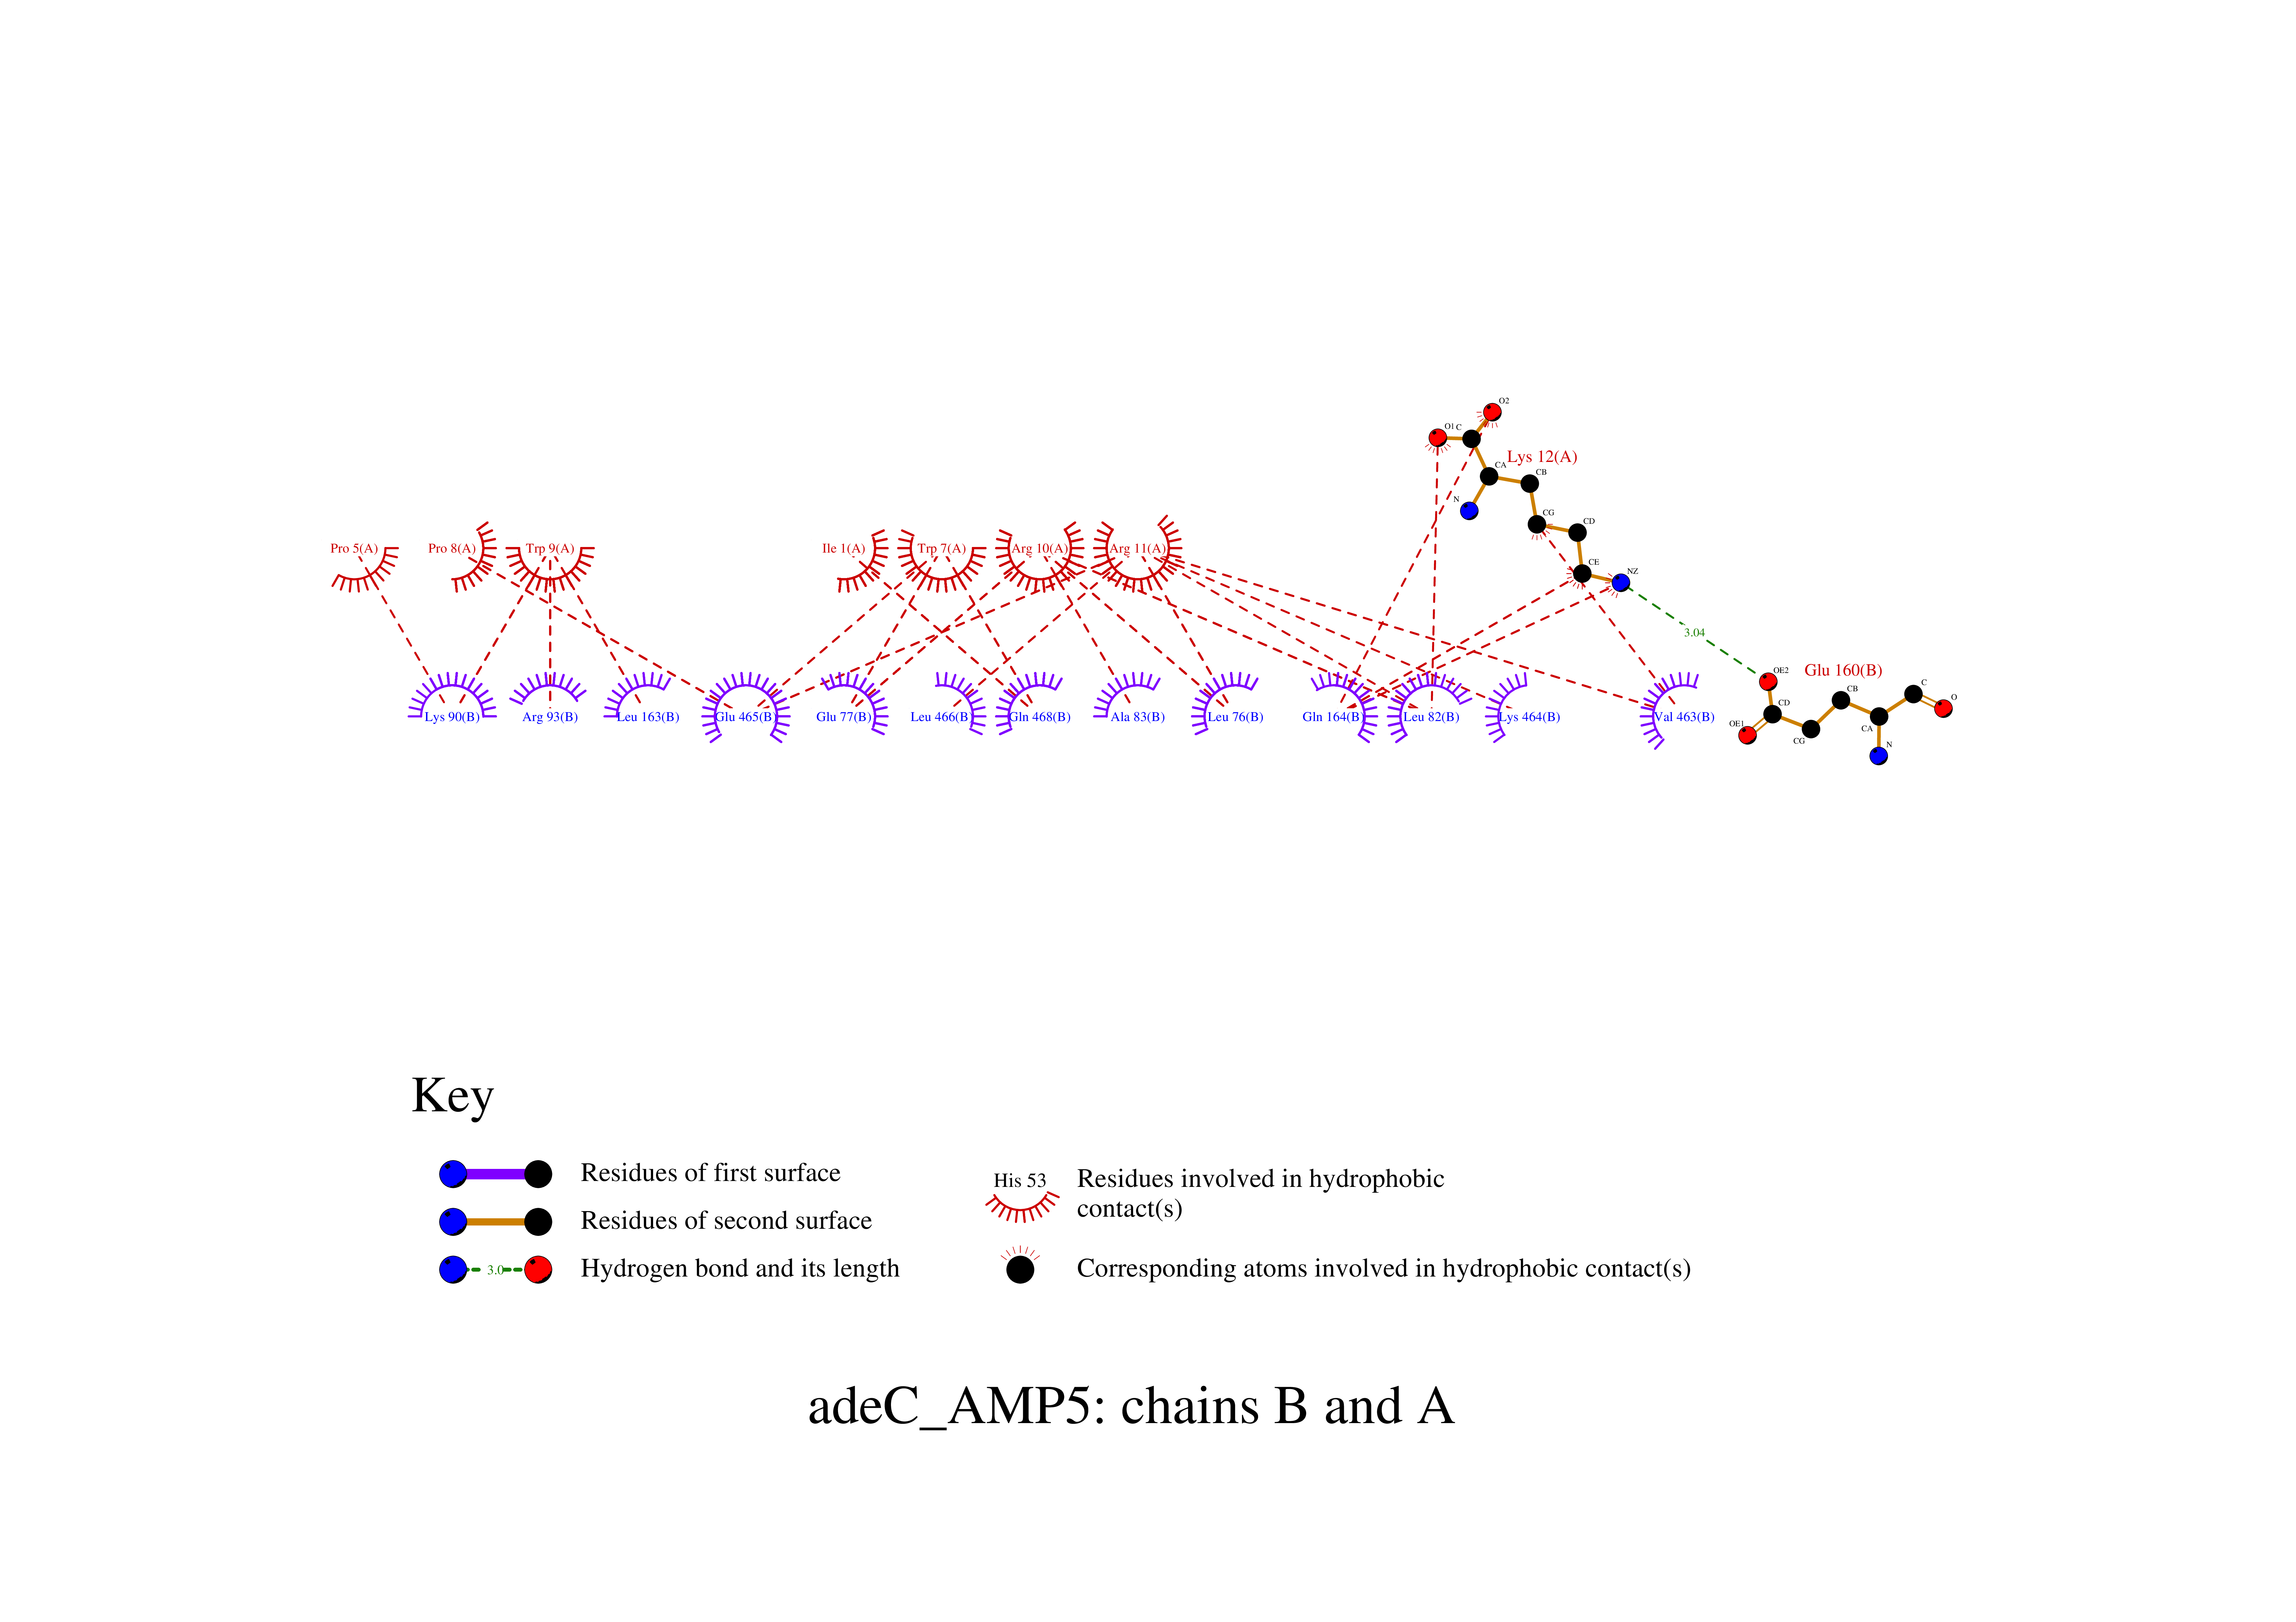 O2
O1 C
Lys 12(A)
CA
CB
N
CG
CD
Pro 5(A) Pro 8(A) Trp 9(A) Ile 1(A) Trp 7(A) Arg 10(A) Arg 11(A)
CE
NZ
3.04
OE2
Glu 160(B)
CB
C
O
CD
Lys 90(B) Arg 93(B) Leu 163(B) Glu 465(B) Glu 77(B) Leu 466(B) Gln 468(B) Ala 83(B) Leu 76(B) Gln 164(B) Leu 82(B) Lys 464(B) Val 463(B)
OE1
CA
CG
N
Key
Residues of first surface
Residues of second surface
3.0
Hydrogen bond and its length
His 53
Residues involved in hydrophobic
contact(s)
Corresponding atoms involved in hydrophobic contact(s)
adeC_AMP5: chains B and A